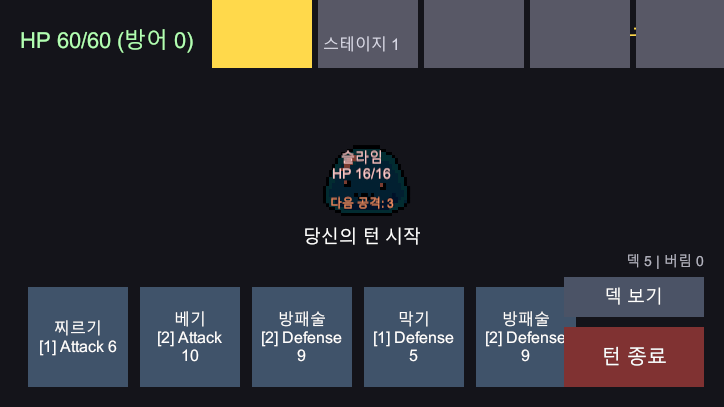 HP 60/60 (방어 0)
스테이지 1
슬라임
HP 16/16
다음 공격: 3
당신의 턴 시작
덱 5 | 버림 0
찌르기
[1] Attack 6
베기
[2] Attack
10
방패술
[2] Defense
9
막기
[1] Defense
5
방패술
[2] Defense
9
덱 보기
턴 종료